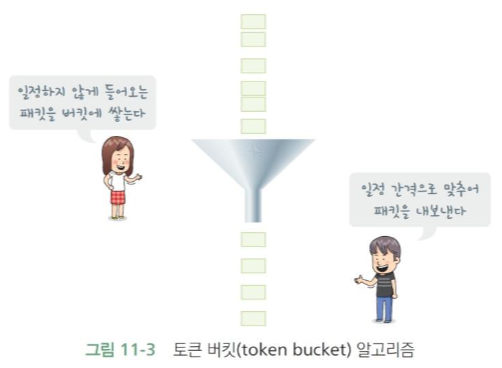 일정하지 않게 들어오는
패킷을 버킷에 쌓는다
일정 간격으로 맞추어
패킷을 내보낸다
그림 11-3 토큰 버킷(token bucket) 알고리즘